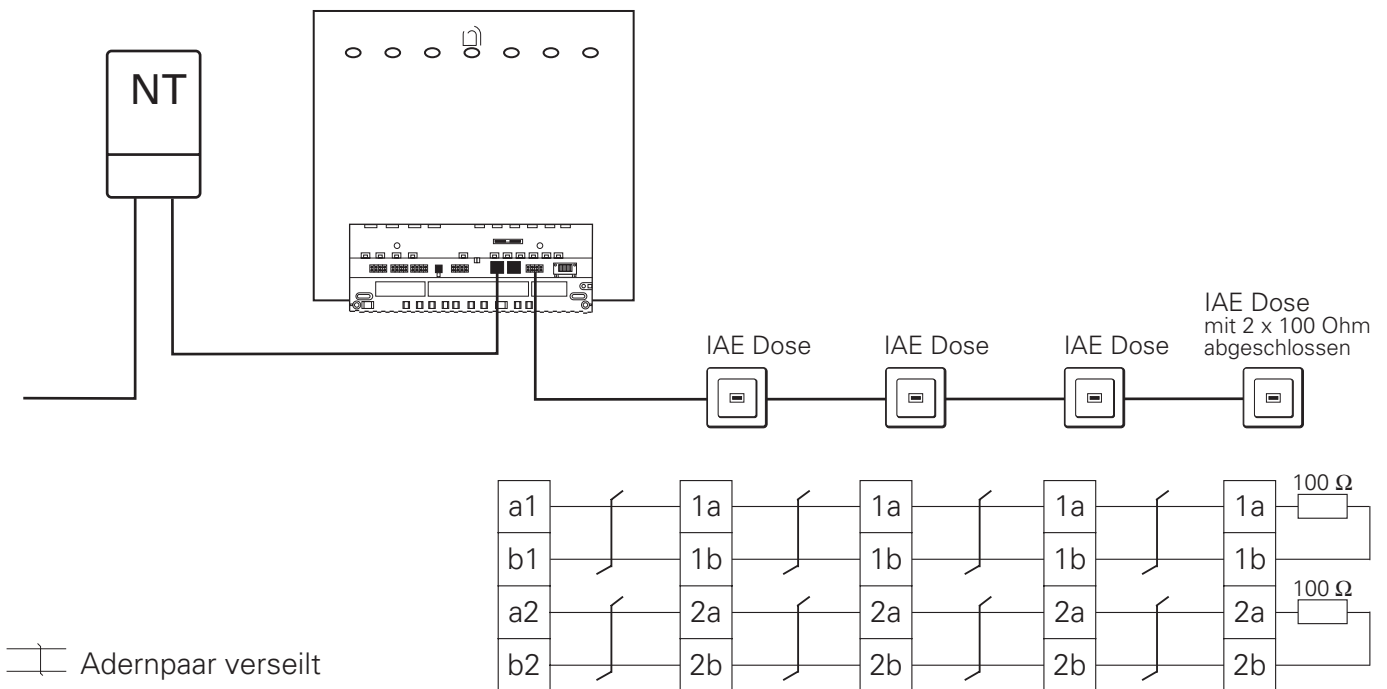 NT
IAE Dose
IAE Dose
IAE Dose
IAE Dose
mit 2 x 100 Ohm
abgeschlossen
a1 1a 1a 1a 1a 100 Ω
b1 1b 1b 1b 1b
a2 2a 2a 2a 2a 100 Ω
b2 2b 2b 2b 2b
Adernpaar verseilt